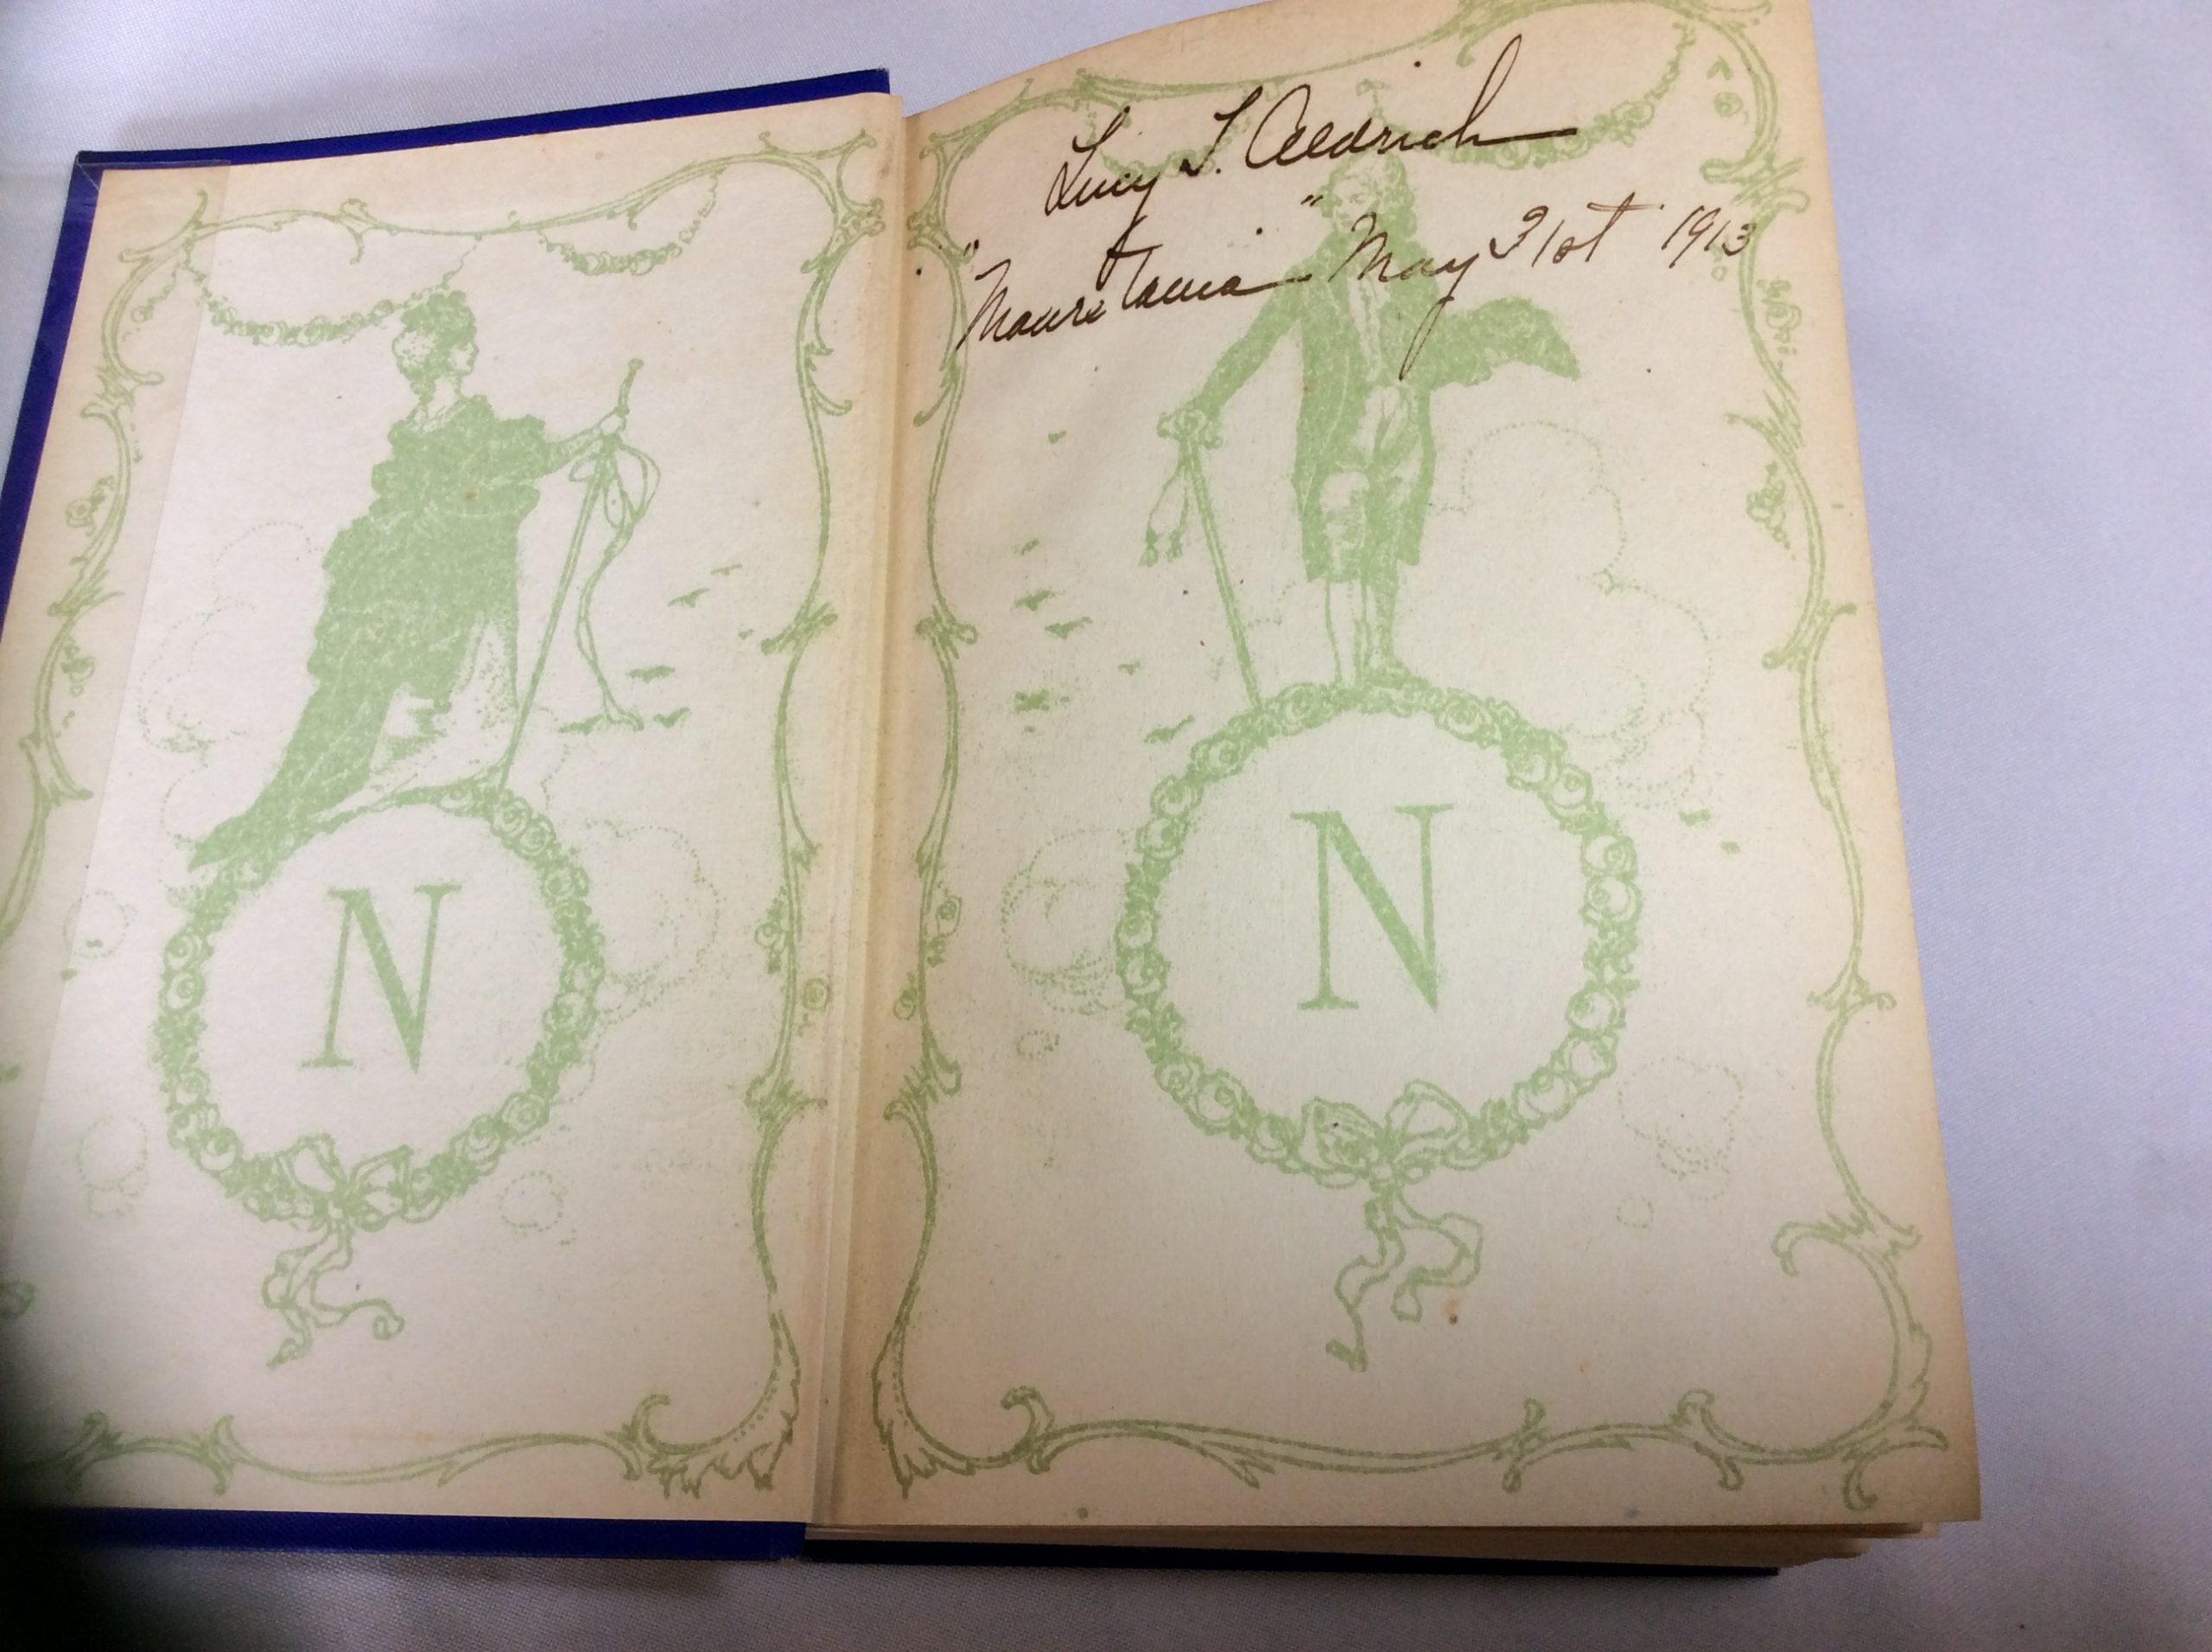 Lucy T. Aldrich
"Mauretania" May 31st 1913
N
N